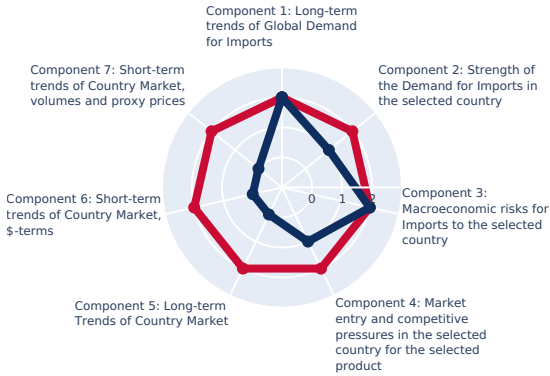 Component 1: Long-term
trends of Global Demand
for Imports
Component 7: Short-term
trends of Country Market,
volumes and proxy prices
Component 2: Strength of
the Demand for Imports in
the selected country
Component 6: Short-term
trends of Country Market,
$-terms
0 1 2
Component 3:
Macroeconomic risks for
Imports to the selected
country
Component 5: Long-term
Trends of Country Market
Component 4: Market
entry and competitive
pressures in the selected
country for the selected
product